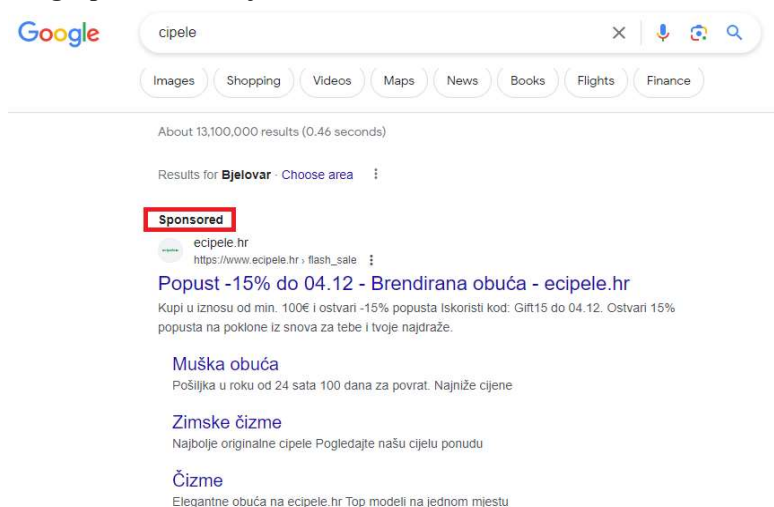 Google
cipele
Images Shopping Videos Maps News Books Flights Finance
About 13,100,000 results (0.46 seconds)
Results for Bjelovar · Choose area
Sponsored
ecipele.hr
https://www.ecipele.hr › flash_sale
Popust -15% do 04.12 - Brendirana obuća - ecipele.hr
Kupi u iznosu od min. 100€ i ostvari -15% popusta Iskoristi kod: Gift15 do 04.12. Ostvari 15%
popusta na poklone iz snova za tebe i tvoje najdraže.
Muška obuća
Pošiljka u roku od 24 sata 100 dana za povrat. Najniže cijene
Zimske čizme
Najbolje originalne cipele Pogledajte našu cijelu ponudu
Čizme
Elegantne obuća na ecipele.hr Top modeli na jednom mjestu